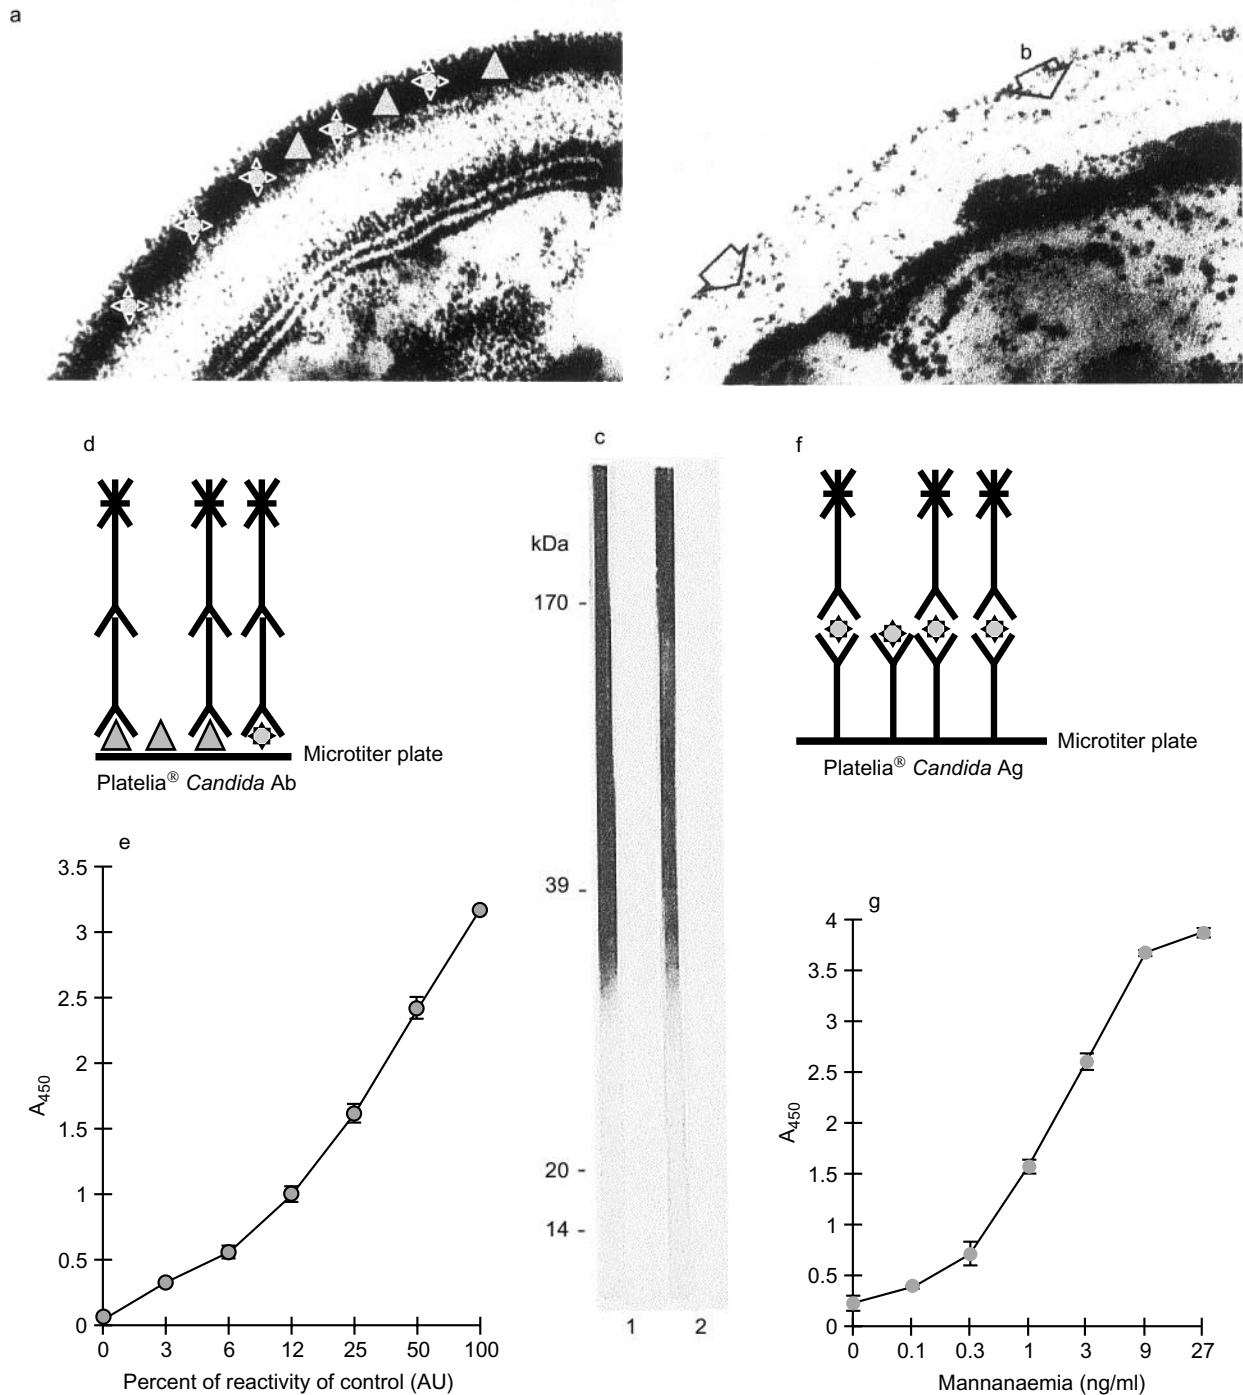 a
b
d
c
f
kDa
170 -
39 -
20 -
14 -
1 2
Microtiter plate
Platelia® Candida Ab
Microtiter plate
Platelia® Candida Ag
e
3.5
3
2.5
2
1.5
1
0.5
0
A450
0 3 6 12 25 50 100
Percent of reactivity of control (AU)
g
4
3.5
3
2.5
2
1.5
1
0.5
0
A450
0 0.1 0.3 1 3 9 27
Mannanaemia (ng/ml)